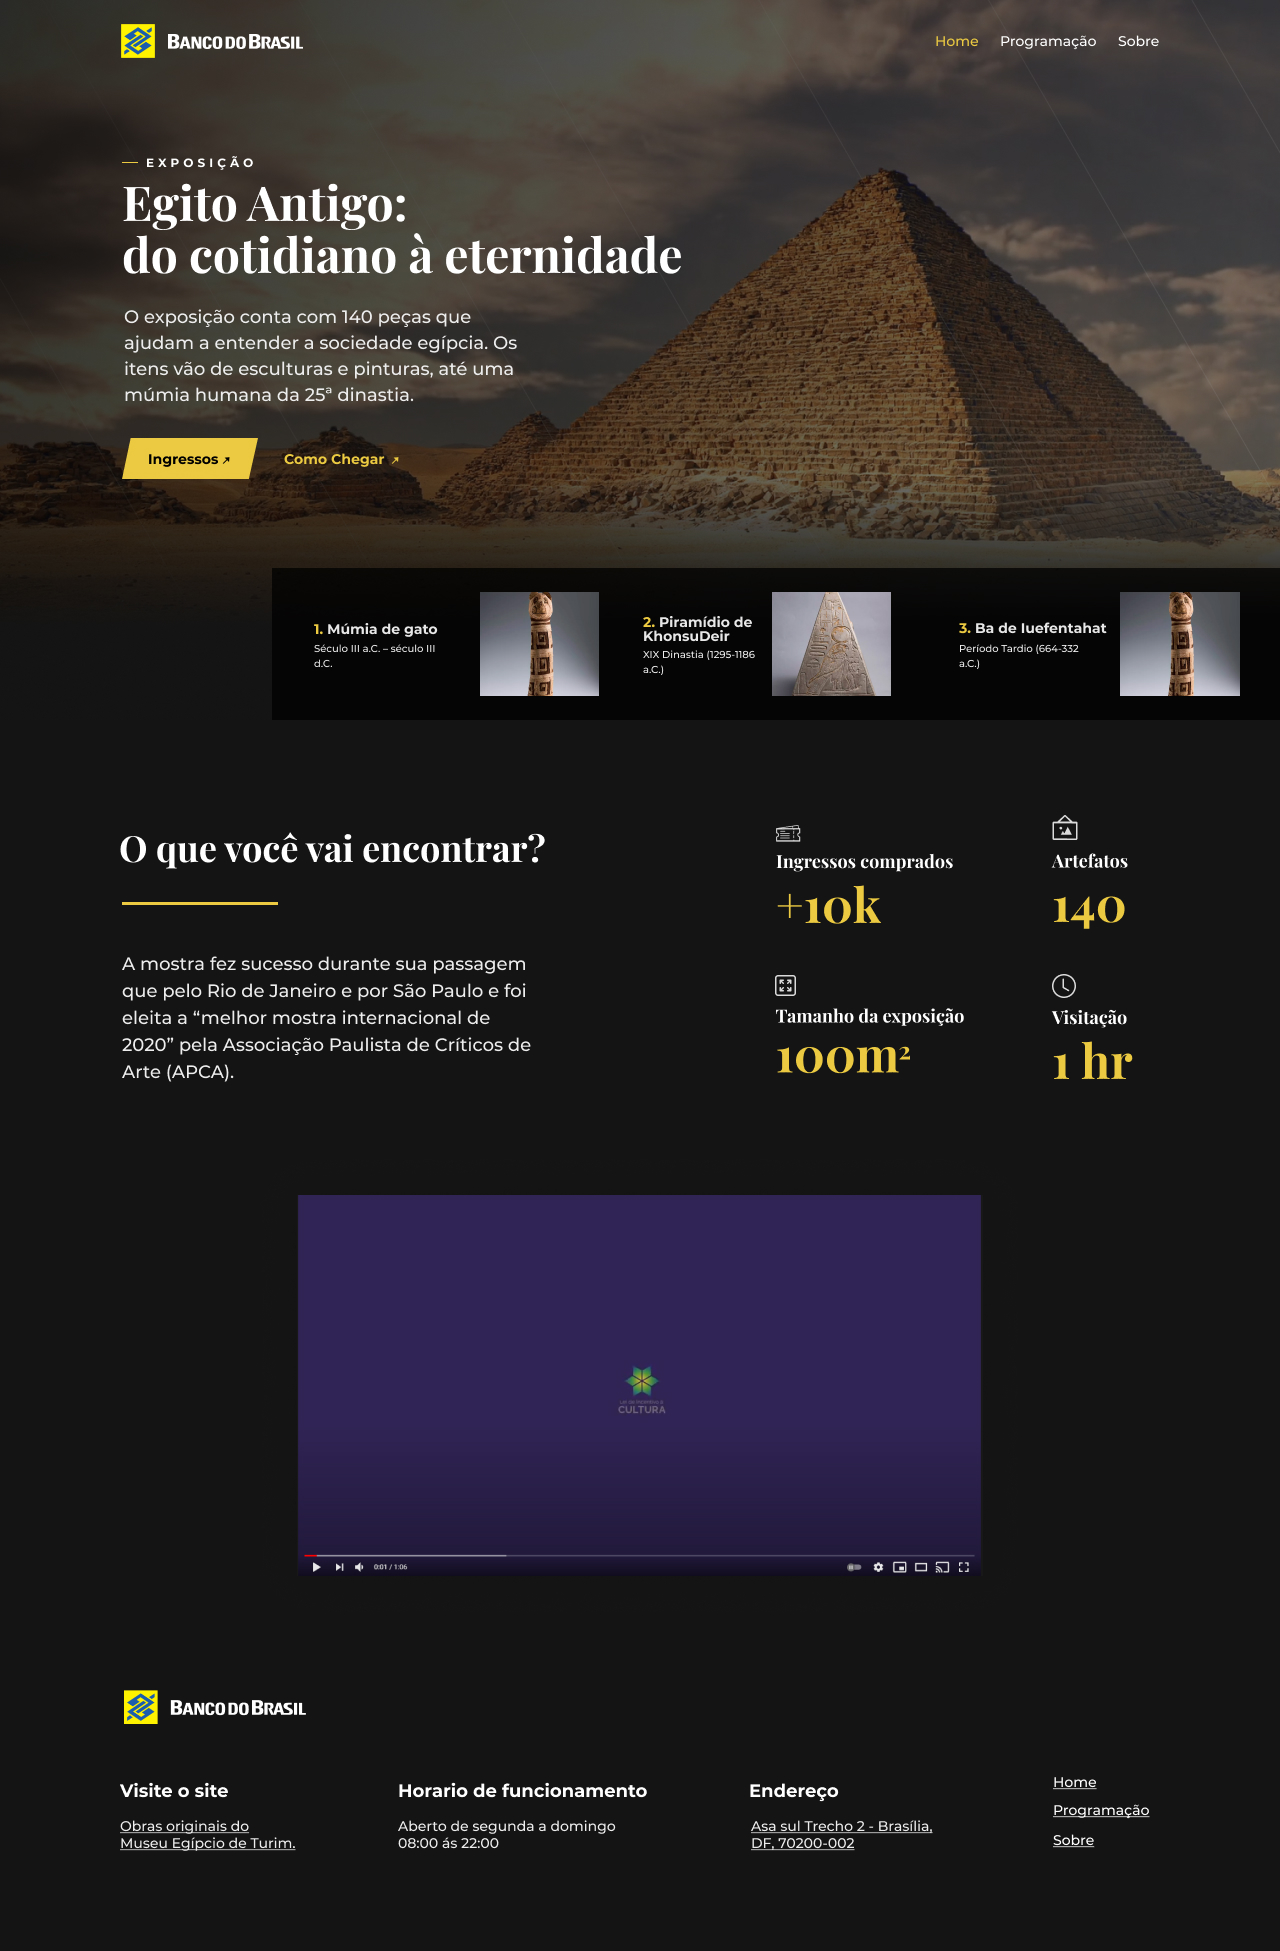 BANCO DO BRASIL
Home Programação Sobre
EXPOSIÇÃO
Egito Antigo:
do cotidiano à eternidade
O exposição conta com 140 peças que
ajudam a entender a sociedade egípcia. Os
itens vão de esculturas e pinturas, até uma
múmia humana da 25ª dinastia.
Ingressos
Como Chegar
1. Múmia de gato
Século III a.C. – século III
d.C.
2. Piramídio de
KhonsuDeir
XIX Dinastia (1295-1186
a.C.)
3. Ba de Iuefentahat
Período Tardio (664-332
a.C.)
O que você vai encontrar?
A mostra fez sucesso durante sua passagem
que pelo Rio de Janeiro e por São Paulo e foi
eleita a “melhor mostra internacional de
2020” pela Associação Paulista de Críticos de
Arte (APCA).
Ingressos comprados
+10k
Artefatos
140
Tamanho da exposição
100m²
Visitação
1 hr
CULTURA
0:01 / 1:06
BANCO DO BRASIL
Visite o site
Obras originais do
Museu Egípcio de Turim.
Horario de funcionamento
Aberto de segunda a domingo
08:00 ás 22:00
Endereço
Asa sul Trecho 2 - Brasília,
DF, 70200-002
Home
Programação
Sobre